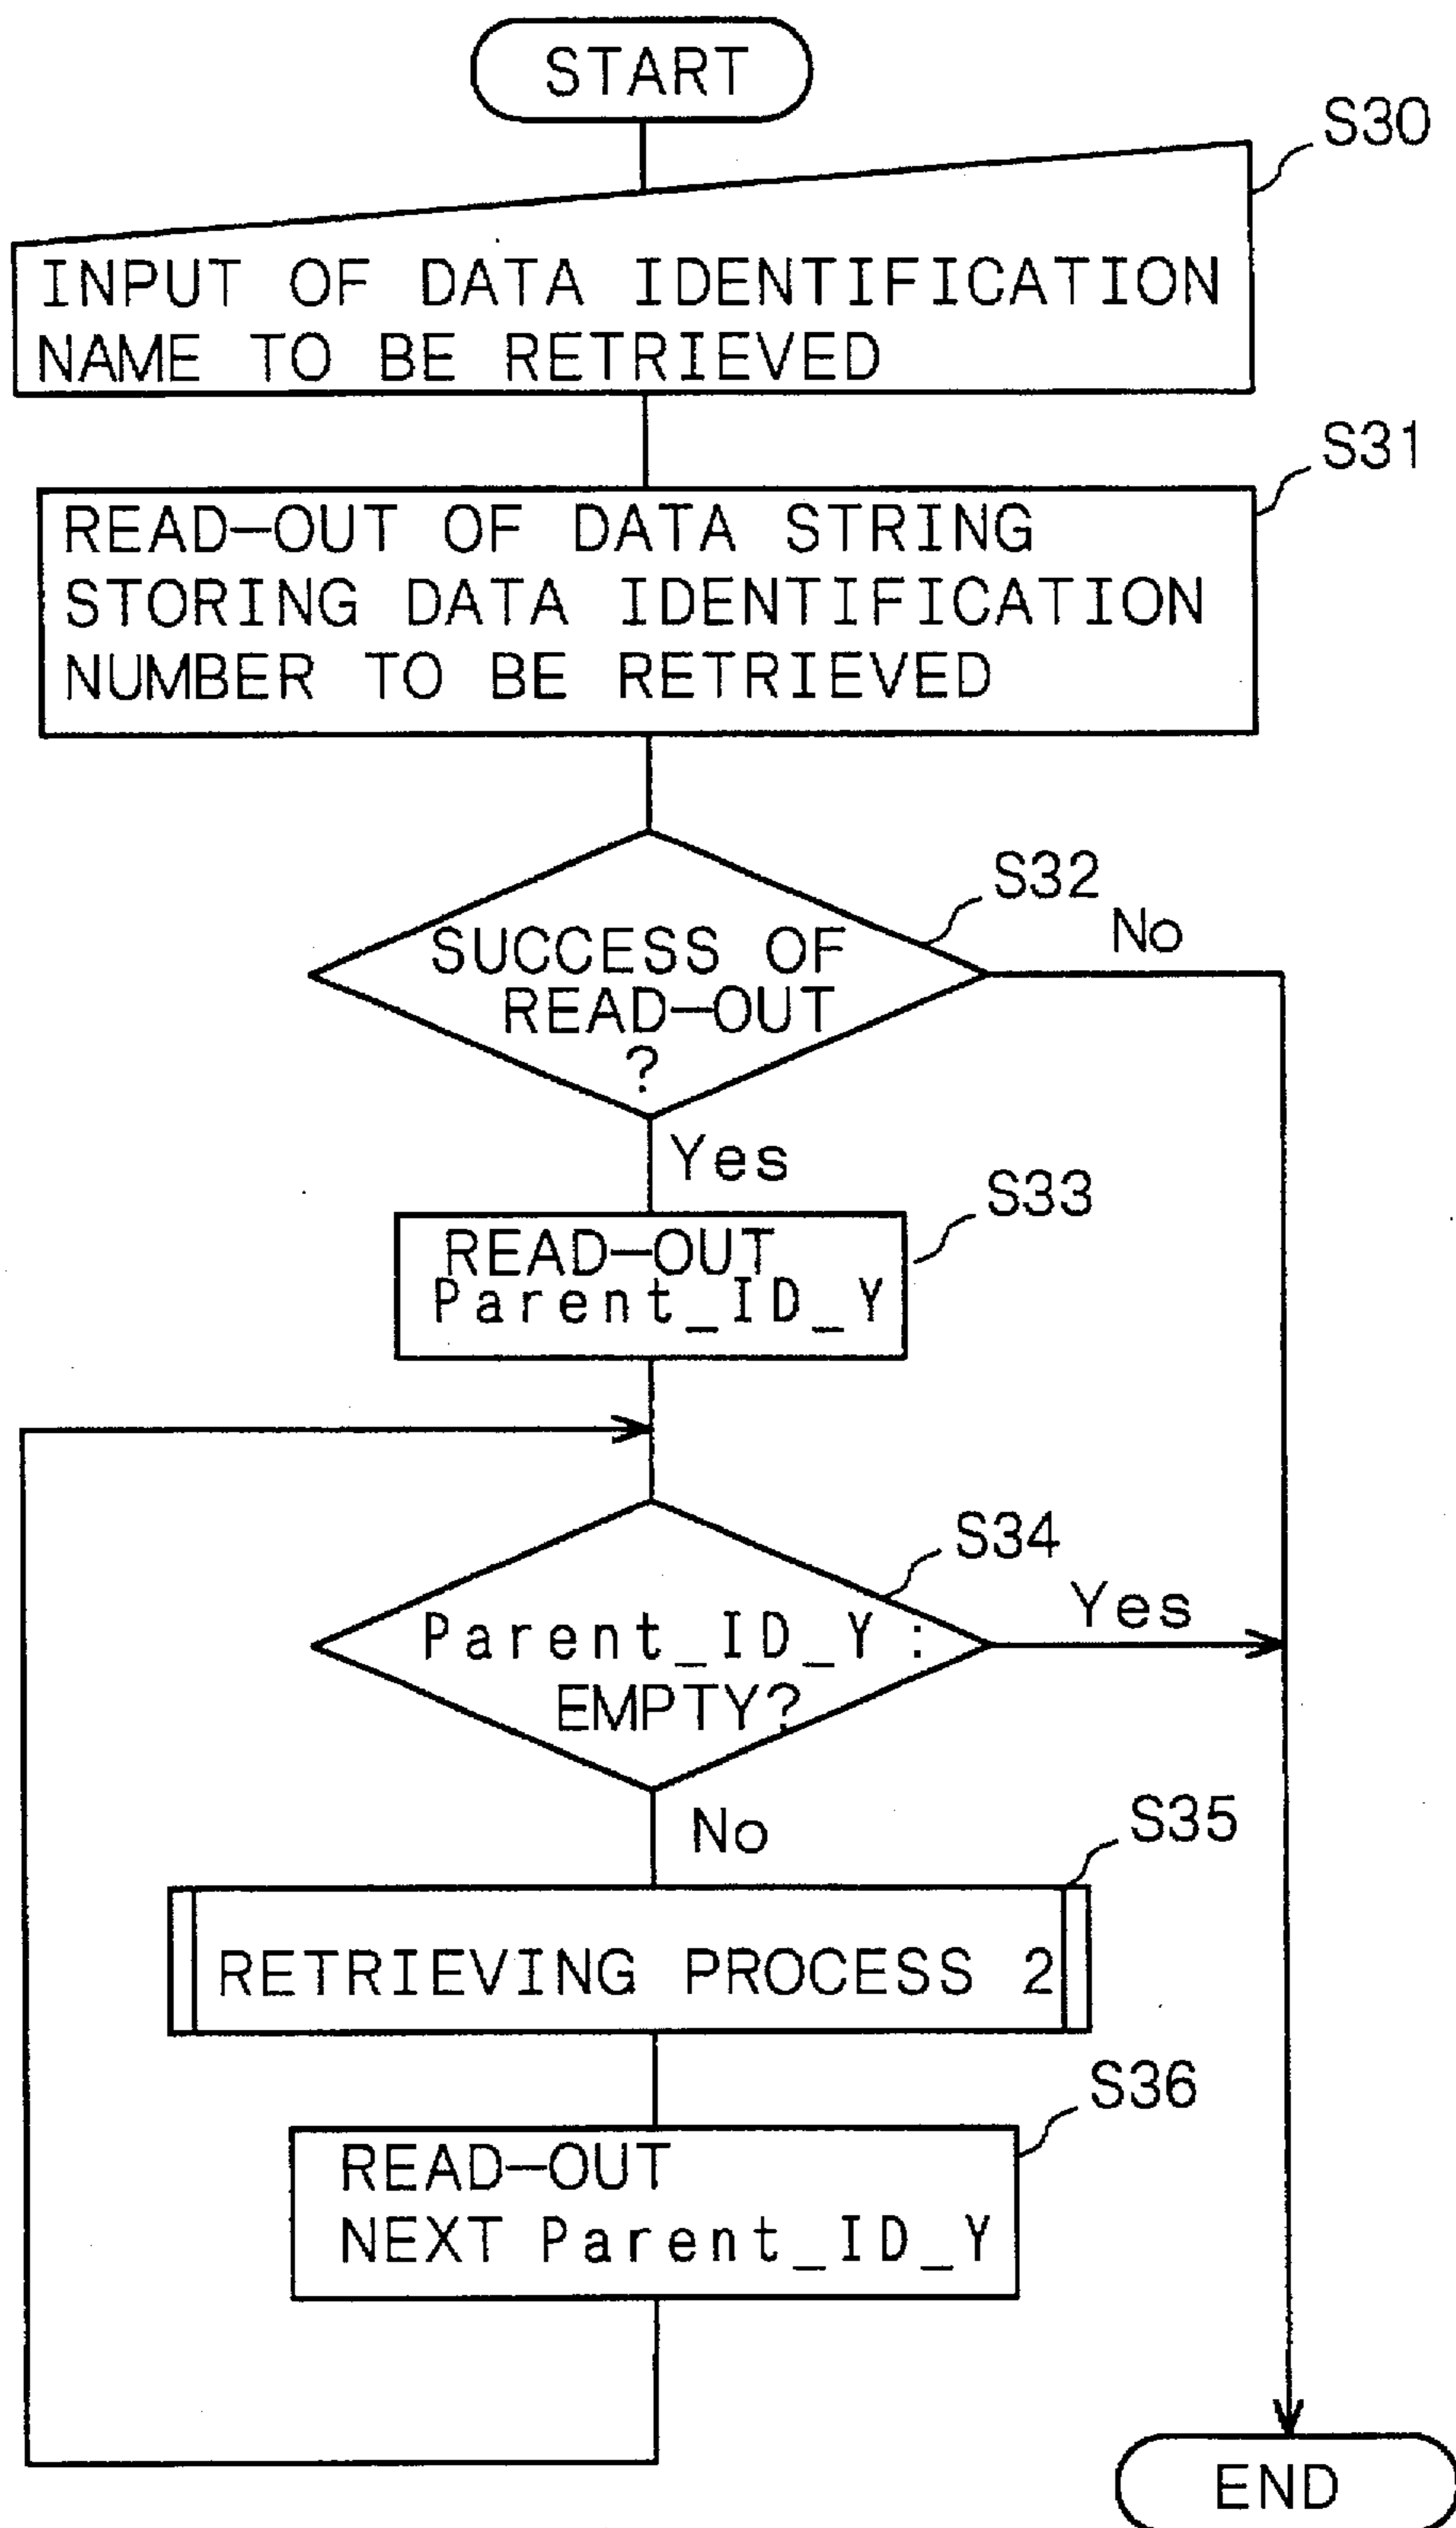 START
S30
INPUT OF DATA IDENTIFICATION
NAME TO BE RETRIEVED
S31
READ-OUT OF DATA STRING
STORING DATA IDENTIFICATION
NUMBER TO BE RETRIEVED
S32
No
SUCCESS OF
READ-OUT
?
Yes
S33
READ-OUT
Parent_ID_Y
S34
Yes
Parent_ID_Y :
EMPTY?
No
S35
RETRIEVING PROCESS 2
S36
READ-OUT
NEXT Parent_ID_Y
END